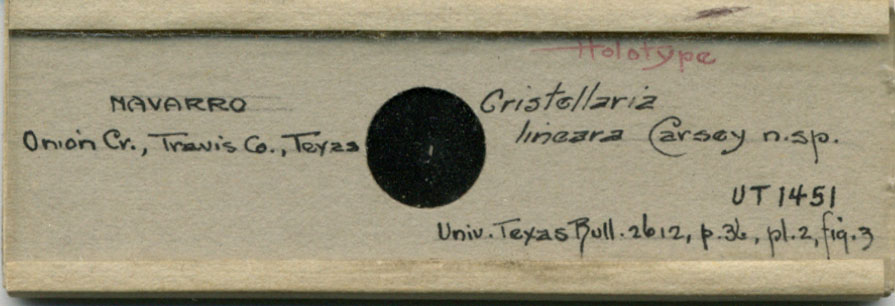 Holotype
NAVARRO
Onion Cr., Travis Co., Texas
Cristellaria
lineara Carsey n.sp.
UT 1451
Univ. Texas Bull. 2612, p. 36, pl. 2, fig. 3